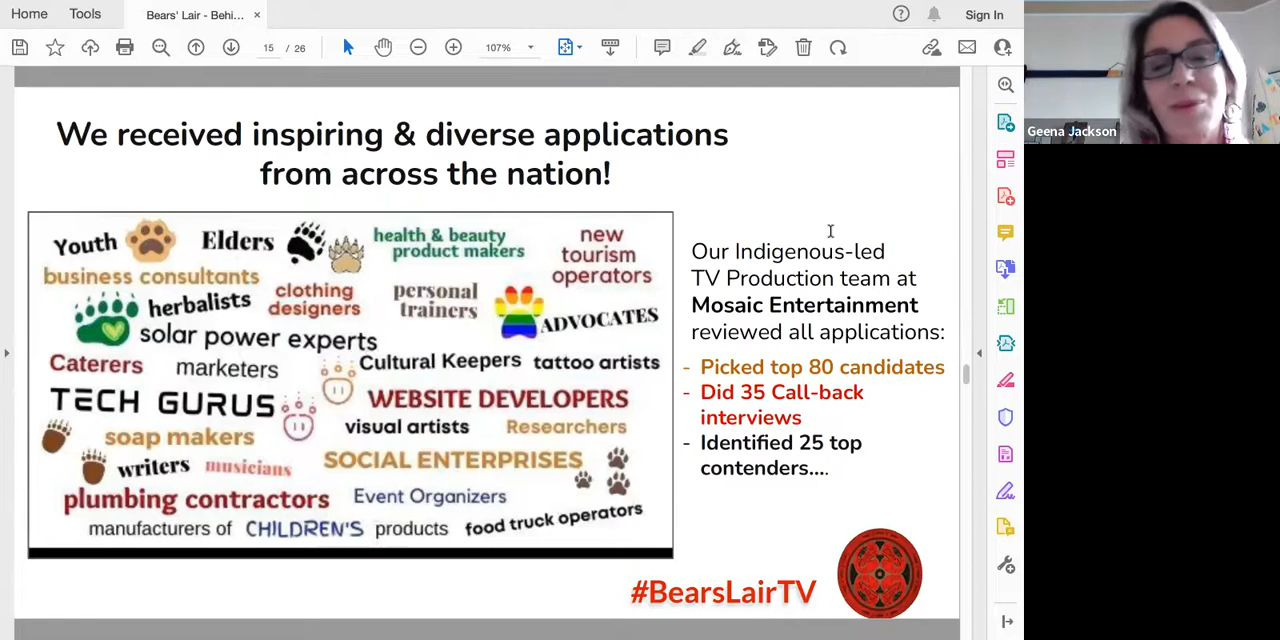 Home Tools Bears' Lair - Behi... × Sign In
15 / 26 107%
Geena Jackson
We received inspiring & diverse applications
from across the nation!
Youth Elders health & beauty product makers new tourism operators
business consultants
herbalists clothing designers personal trainers ADVOCATES
solar power experts
Caterers marketers Cultural Keepers tattoo artists
TECH GURUS WEBSITE DEVELOPERS
soap makers visual artists Researchers
writers musicians SOCIAL ENTERPRISES
plumbing contractors Event Organizers
manufacturers of CHILDREN'S products food truck operators
Our Indigenous-led
TV Production team at
Mosaic Entertainment
reviewed all applications:
- Picked top 80 candidates
- Did 35 Call-back
interviews
- Identified 25 top
contenders....
#BearsLairTV